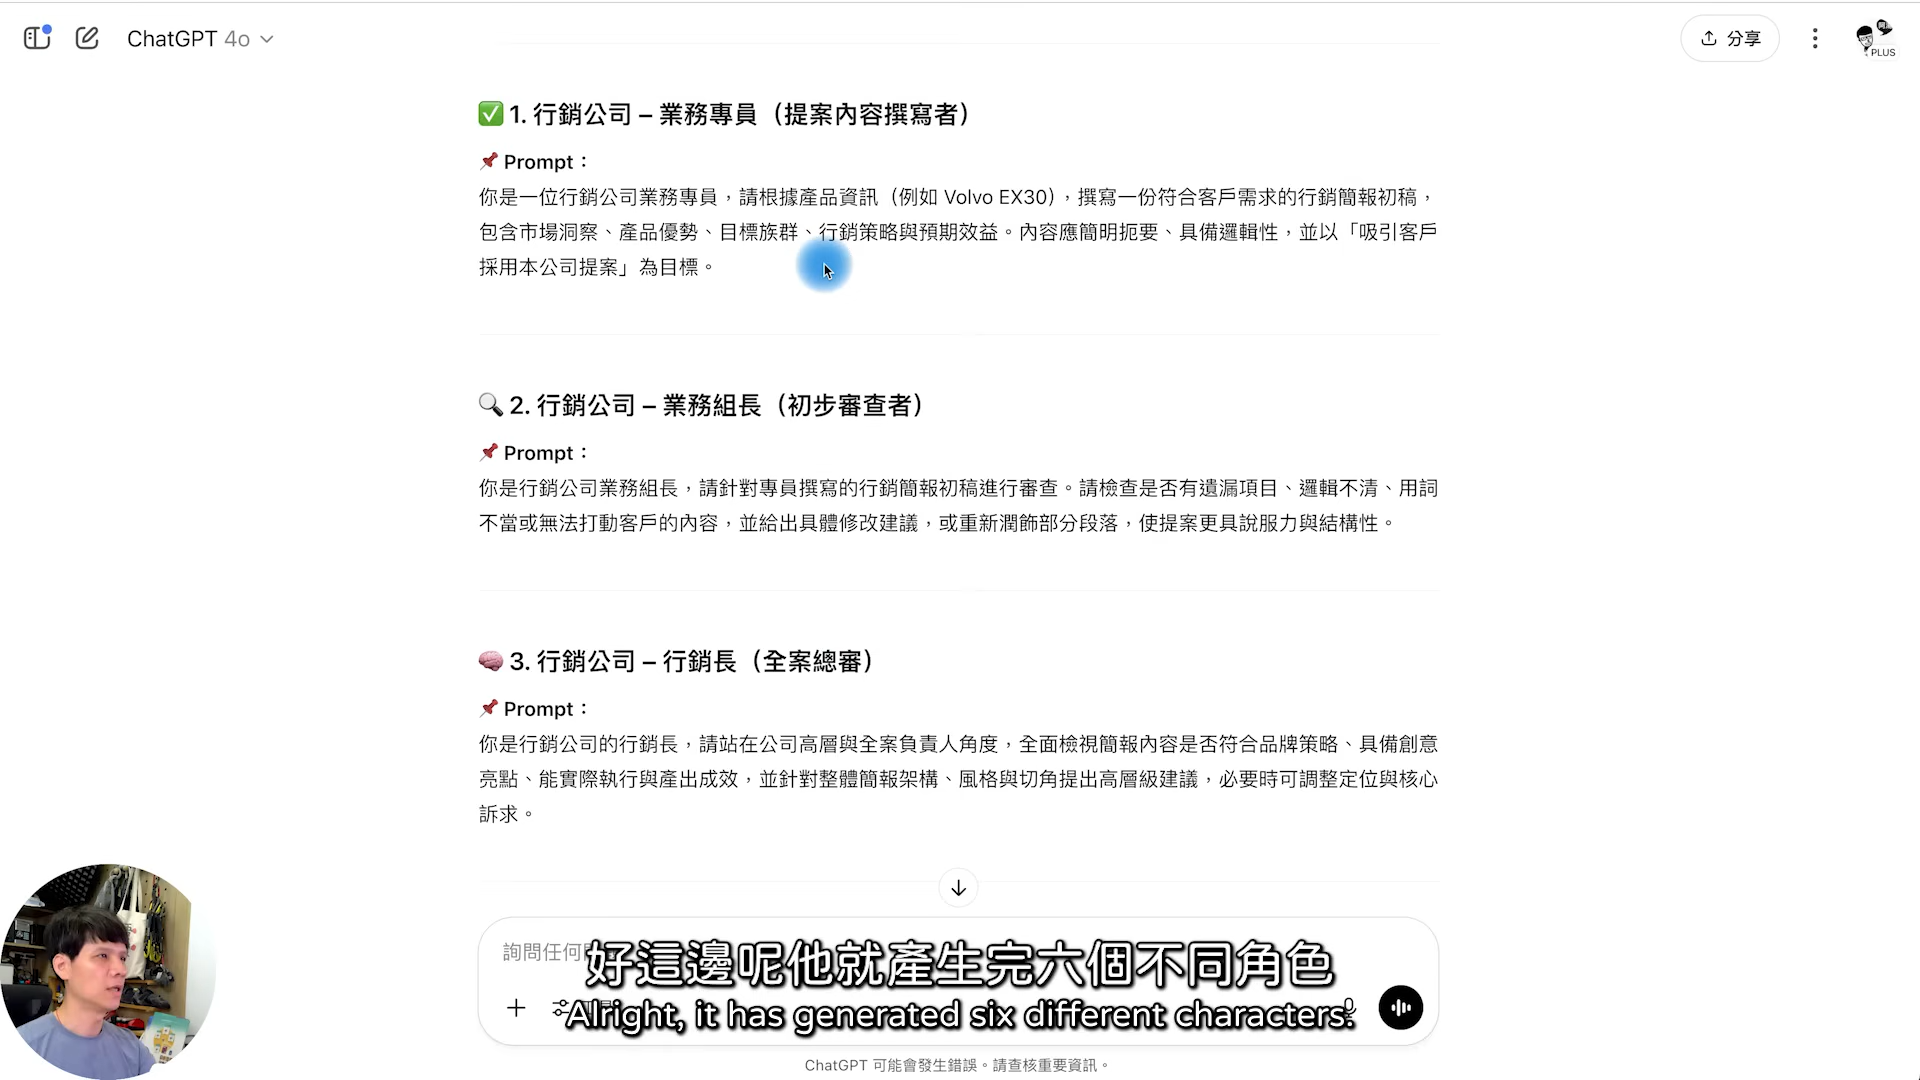 ChatGPT 4o
分享
PLUS
✅ 1. 行銷公司 – 業務專員（提案內容撰寫者）
📌 Prompt：
你是一位行銷公司業務專員，請根據產品資訊（例如 Volvo EX30），撰寫一份符合客戶需求的行銷簡報初稿，
包含市場洞察、產品優勢、目標族群、行銷策略與預期效益。內容應簡明扼要、具備邏輯性，並以「吸引客戶
採用本公司提案」為目標。
🔍 2. 行銷公司 – 業務組長（初步審查者）
📌 Prompt：
你是行銷公司業務組長，請針對專員撰寫的行銷簡報初稿進行審查。請檢查是否有遺漏項目、邏輯不清、用詞
不當或無法打動客戶的內容，並給出具體修改建議，或重新潤飾部分段落，使提案更具說服力與結構性。
🧠 3. 行銷公司 – 行銷長（全案總審）
📌 Prompt：
你是行銷公司的行銷長，請站在公司高層與全案負責人角度，全面檢視簡報內容是否符合品牌策略、具備創意
亮點、能實際執行與產出成效，並針對整體簡報架構、風格與切角提出高層級建議，必要時可調整定位與核心
訴求。
詢問任何
好這邊呢他就產生完六個不同角色
Alright, it has generated six different characters.
ChatGPT 可能會發生錯誤。請查核重要資訊。